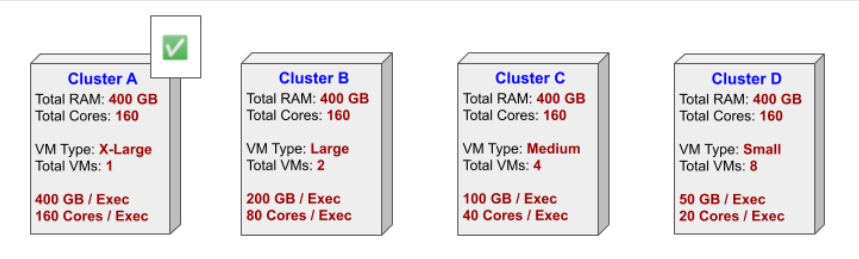 Cluster A
Total RAM: 400 GB
Total Cores: 160
VM Type: X-Large
Total VMs: 1
400 GB / Exec
160 Cores / Exec
Cluster B
Total RAM: 400 GB
Total Cores: 160
VM Type: Large
Total VMs: 2
200 GB / Exec
80 Cores / Exec
Cluster C
Total RAM: 400 GB
Total Cores: 160
VM Type: Medium
Total VMs: 4
100 GB / Exec
40 Cores / Exec
Cluster D
Total RAM: 400 GB
Total Cores: 160
VM Type: Small
Total VMs: 8
50 GB / Exec
20 Cores / Exec